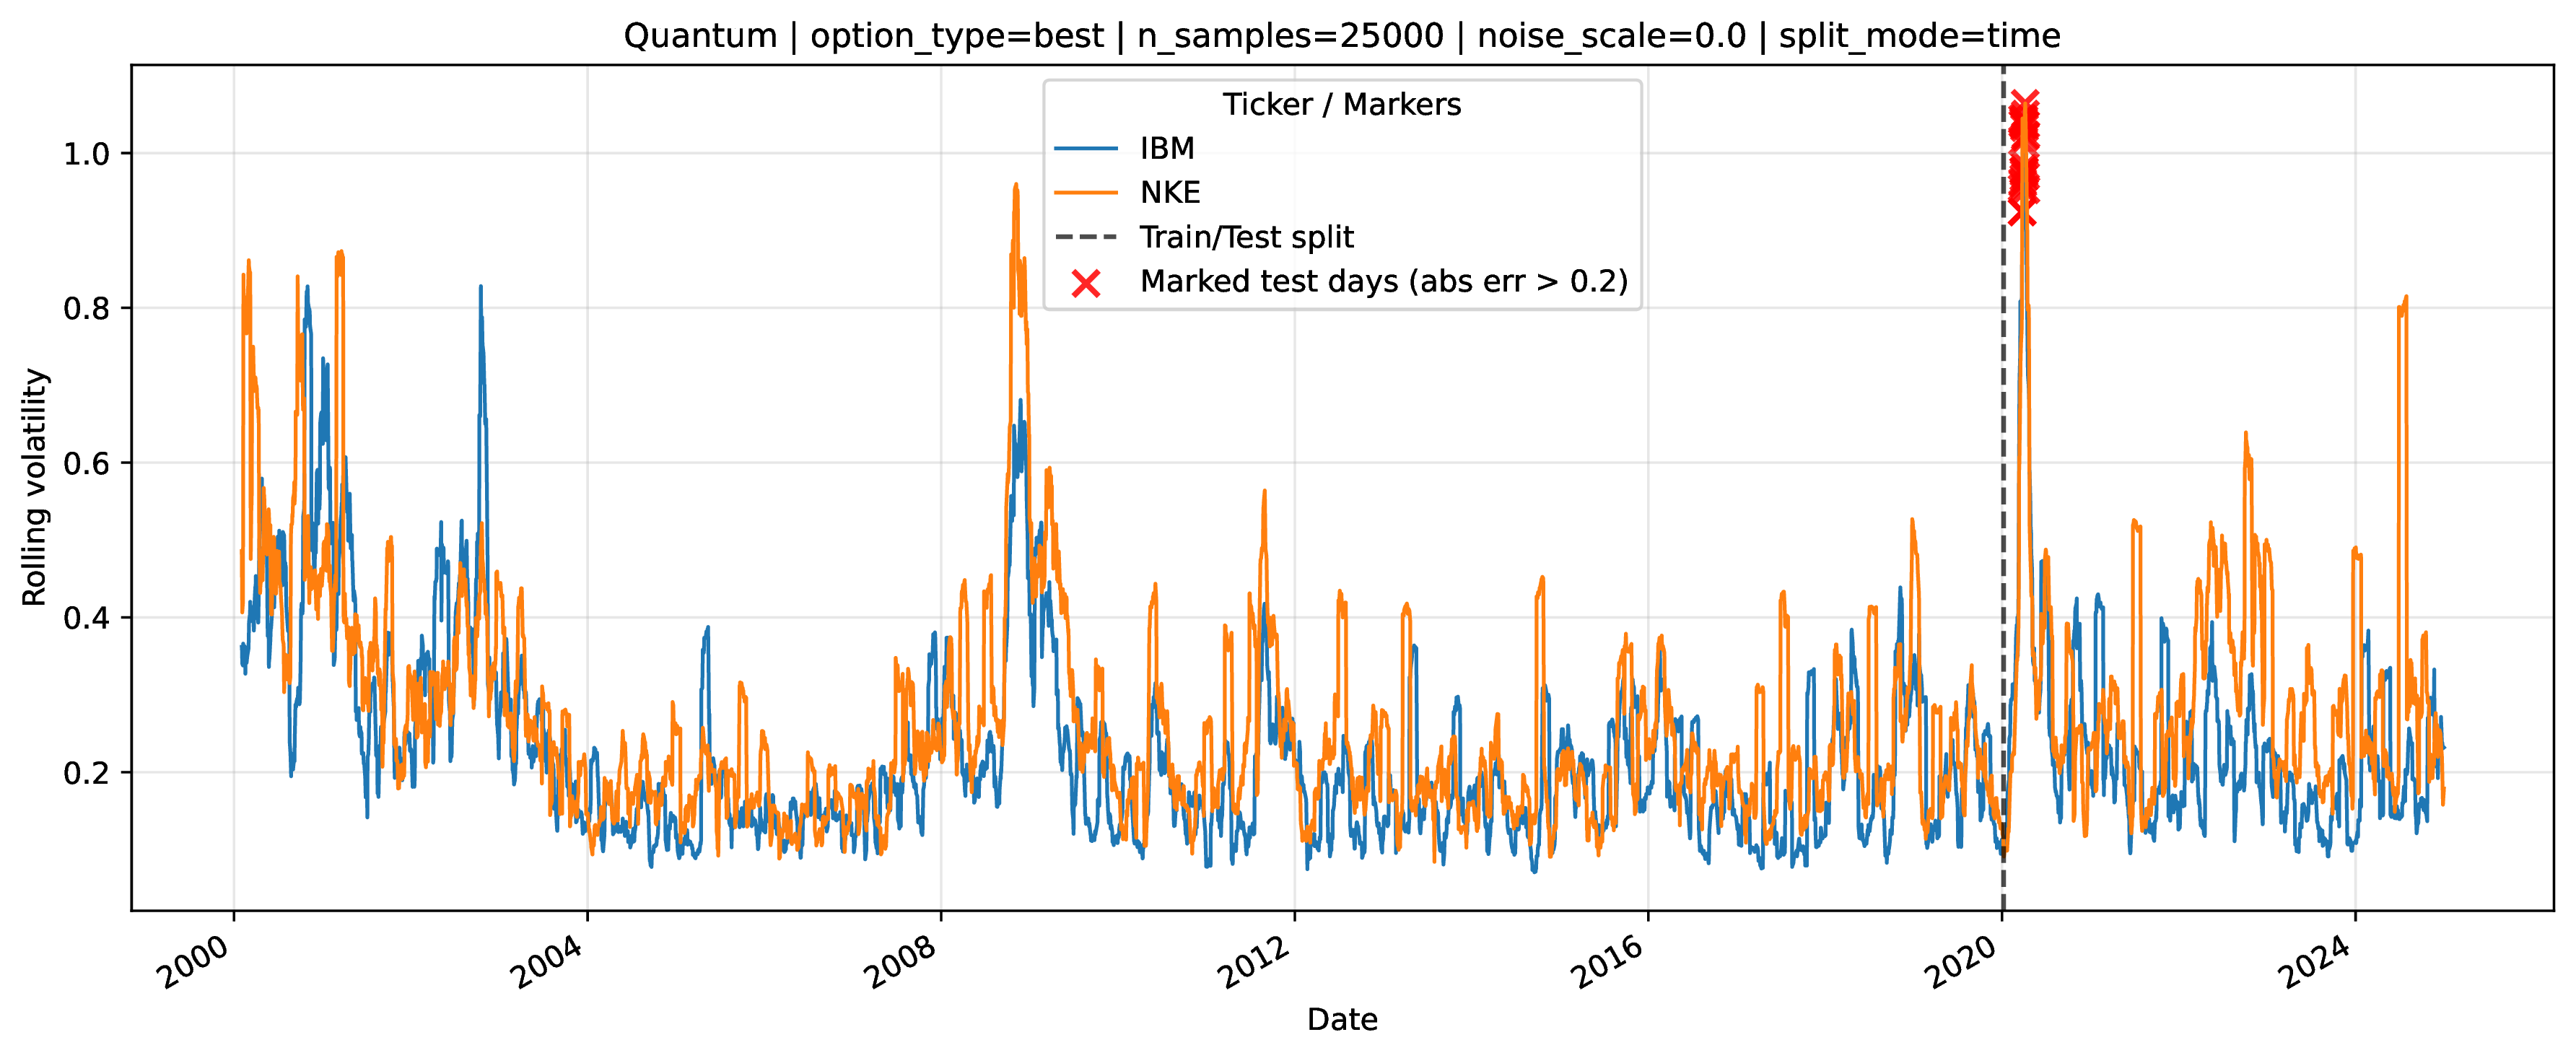 Quantum | option_type=best | n_samples=25000 | noise_scale=0.0 | split_mode=time
Ticker / Markers
IBM
NKE
Train/Test split
Marked test days (abs err > 0.2)
Rolling volatility
1.0
0.8
0.6
0.4
0.2
2000
2004
2008
2012
2016
2020
2024
Date